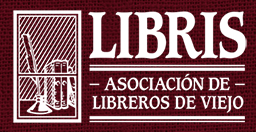 LIBRIS
– ASOCIACIÓN DE –
LIBREROS DE VIEJO